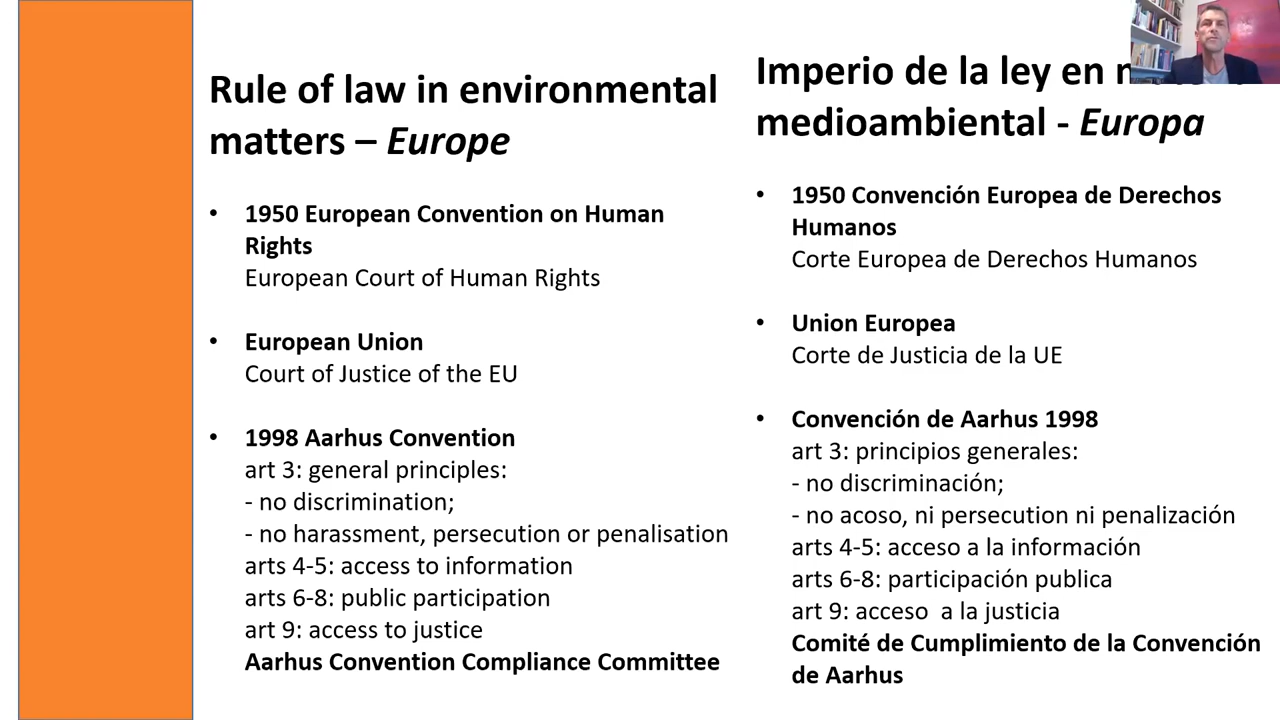 Rule of law in environmental
matters – Europe
• 1950 European Convention on Human
Rights
European Court of Human Rights
• European Union
Court of Justice of the EU
• 1998 Aarhus Convention
art 3: general principles:
- no discrimination;
- no harassment, persecution or penalisation
arts 4-5: access to information
arts 6-8: public participation
art 9: access to justice
Aarhus Convention Compliance Committee
Imperio de la ley en
medioambiental - Europa
• 1950 Convención Europea de Derechos
Humanos
Corte Europea de Derechos Humanos
• Union Europea
Corte de Justicia de la UE
• Convención de Aarhus 1998
art 3: principios generales:
- no discriminación;
- no acoso, ni persecution ni penalización
arts 4-5: acceso a la información
arts 6-8: participación publica
art 9: acceso  a la justicia
Comité de Cumplimiento de la Convención
de Aarhus